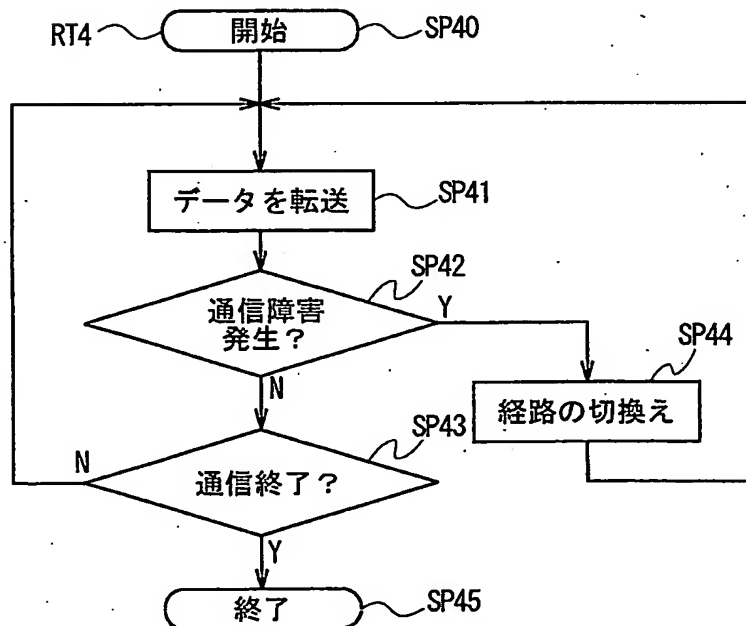 RT4
開始
SP40
データを転送
SP41
SP42
通信障害
発生?
Y
SP44
経路の切換え
N
SP43
N
通信終了?
Y
終了
SP45